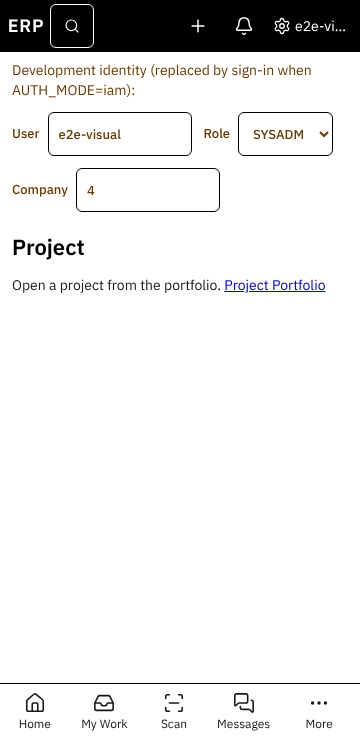 ERP e2e-vi...
Development identity (replaced by sign-in when
AUTH_MODE=iam):
User e2e-visual Role SYSADM
Company 4
Project
Open a project from the portfolio. Project Portfolio
Home My Work Scan Messages More